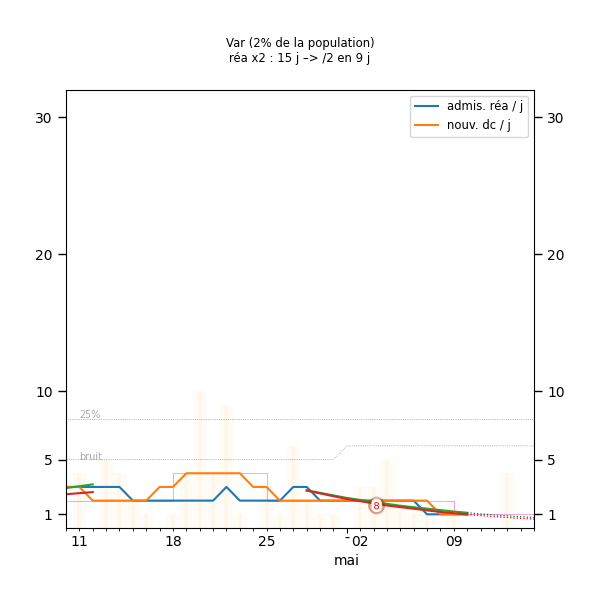 Var (2% de la population)
réa x2 : 15 j –> /2 en 9 j
admis. réa / j
nouv. dc / j
30
30
20
20
10
10
25%
bruit
5
5
8
1
1
11
18
25
02
09
mai